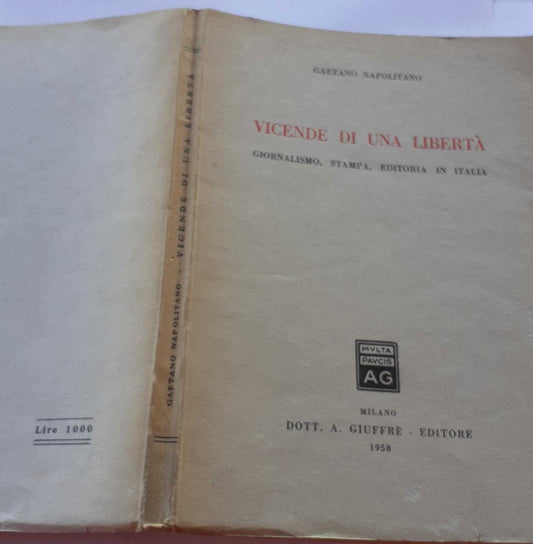 GAETANO NAPOLITANO
VICENDE DI UNA LIBERTÀ
GIORNALISMO, STAMPA, EDITORIA IN ITALIA
MVLTA
PAVCIS
AG
MILANO
DOTT. A. GIUFFRÈ - EDITORE
1958
GAETANO NAPOLITANO - VICENDE DI UNA LIBERTÀ
Lire 1000